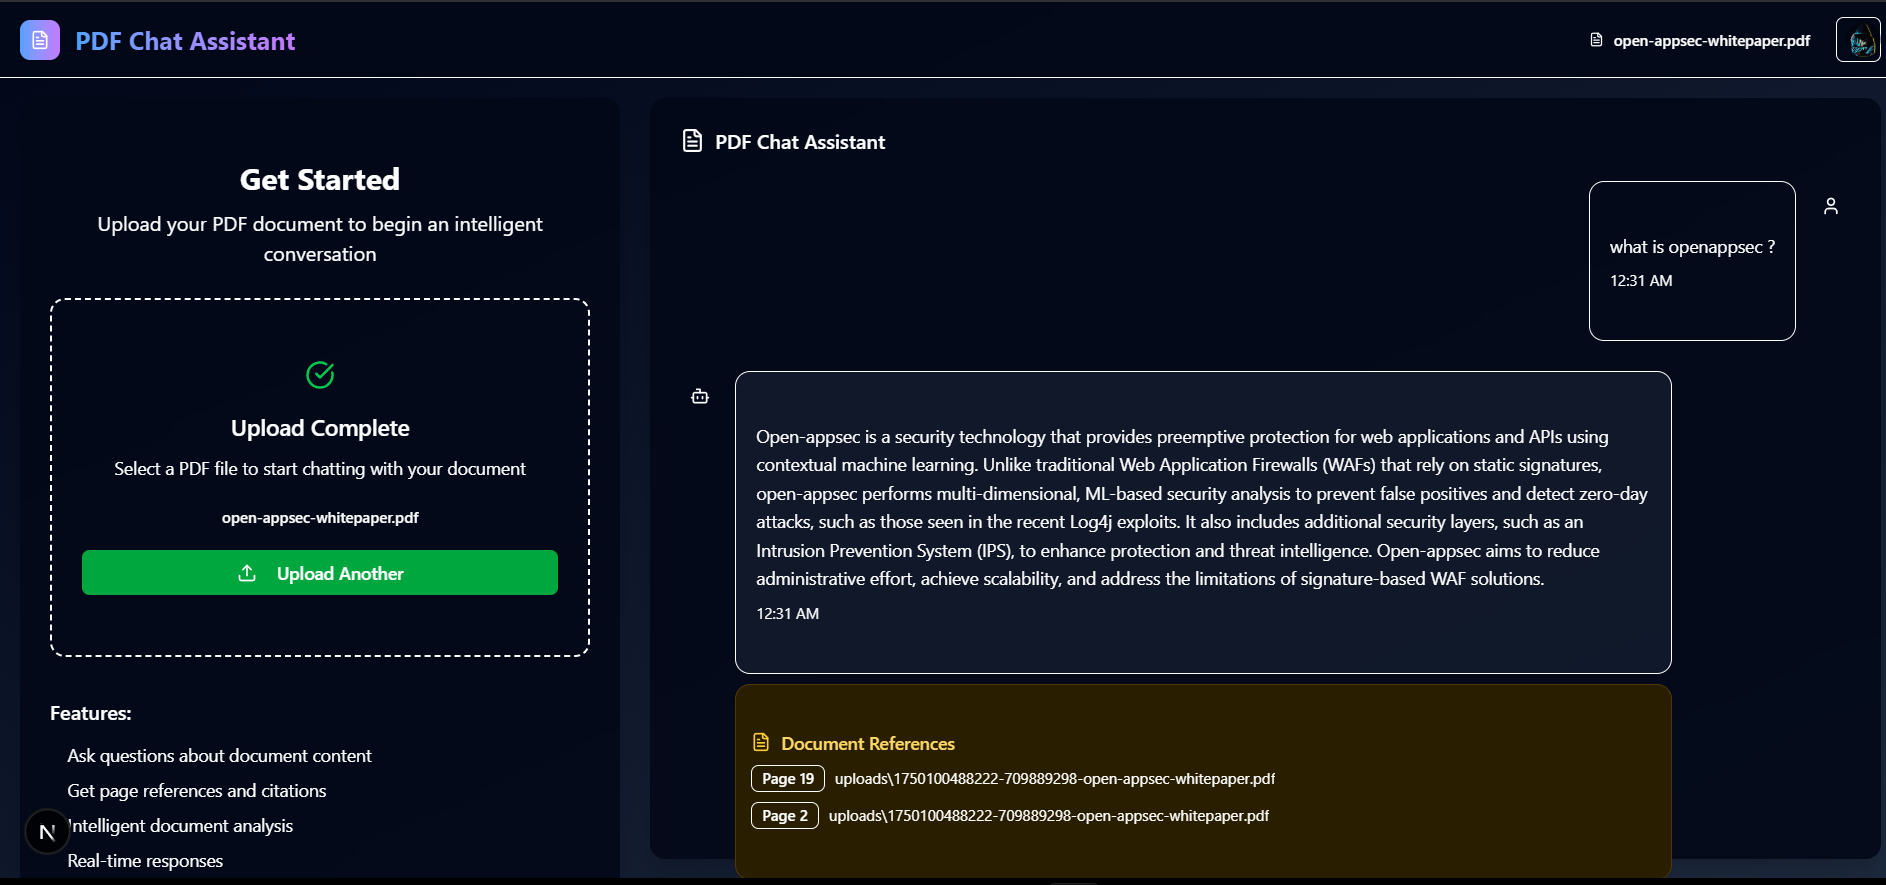 PDF Chat Assistant
open-appsec-whitepaper.pdf
Get Started
Upload your PDF document to begin an intelligent
conversation
Upload Complete
Select a PDF file to start chatting with your document
open-appsec-whitepaper.pdf
Upload Another
Features:
Ask questions about document content
Get page references and citations
Intelligent document analysis
Real-time responses
N
PDF Chat Assistant
what is openappsec ?
12:31 AM
Open-appsec is a security technology that provides preemptive protection for web applications and APIs using
contextual machine learning. Unlike traditional Web Application Firewalls (WAFs) that rely on static signatures,
open-appsec performs multi-dimensional, ML-based security analysis to prevent false positives and detect zero-day
attacks, such as those seen in the recent Log4j exploits. It also includes additional security layers, such as an
Intrusion Prevention System (IPS), to enhance protection and threat intelligence. Open-appsec aims to reduce
administrative effort, achieve scalability, and address the limitations of signature-based WAF solutions.
12:31 AM
Document References
Page 19 uploads\1750100488222-709889298-open-appsec-whitepaper.pdf
Page 2 uploads\1750100488222-709889298-open-appsec-whitepaper.pdf